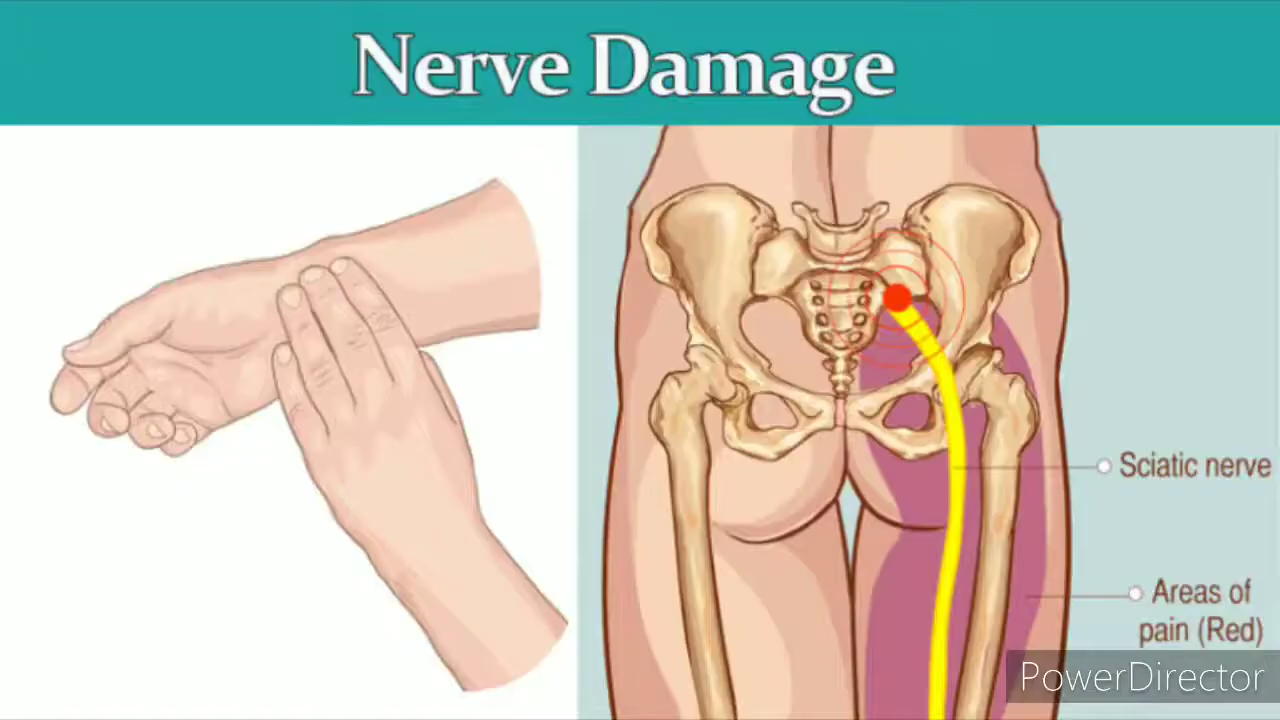 Nerve Damage
Sciatic nerve
Areas of
pain (Red)
PowerDirector